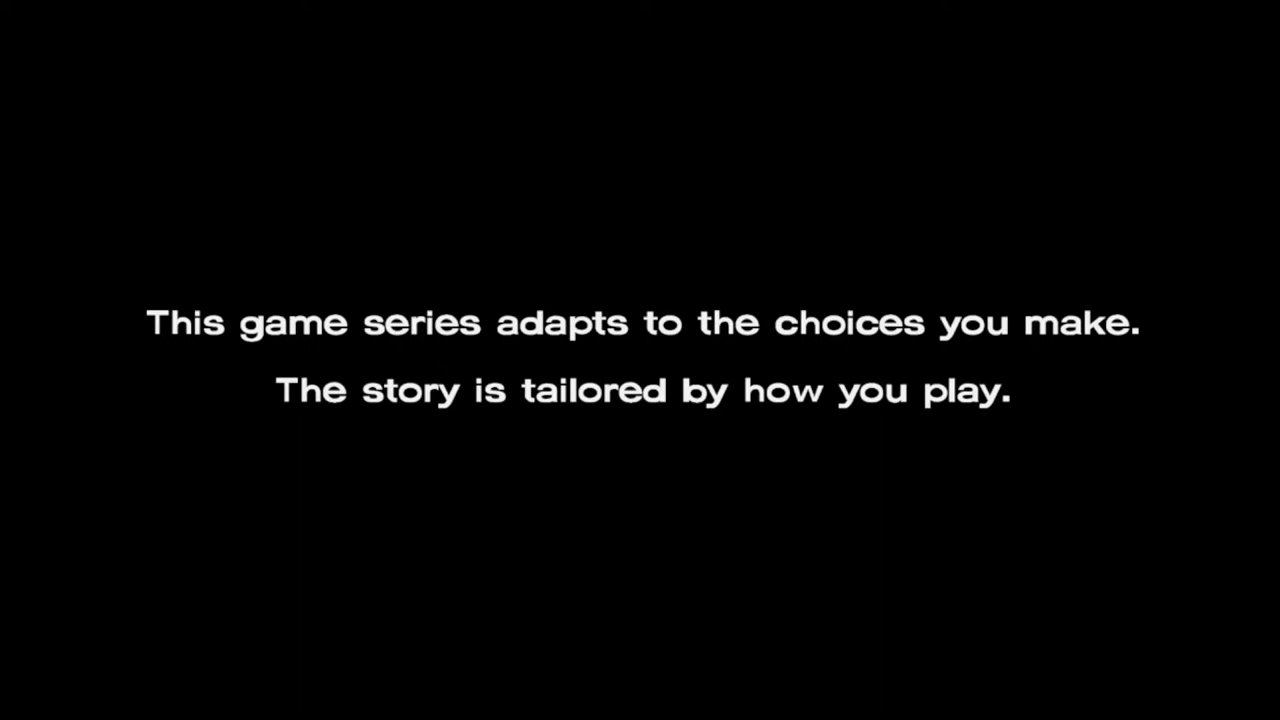 This game series adapts to the choices you make.
The story is tailored by how you play.